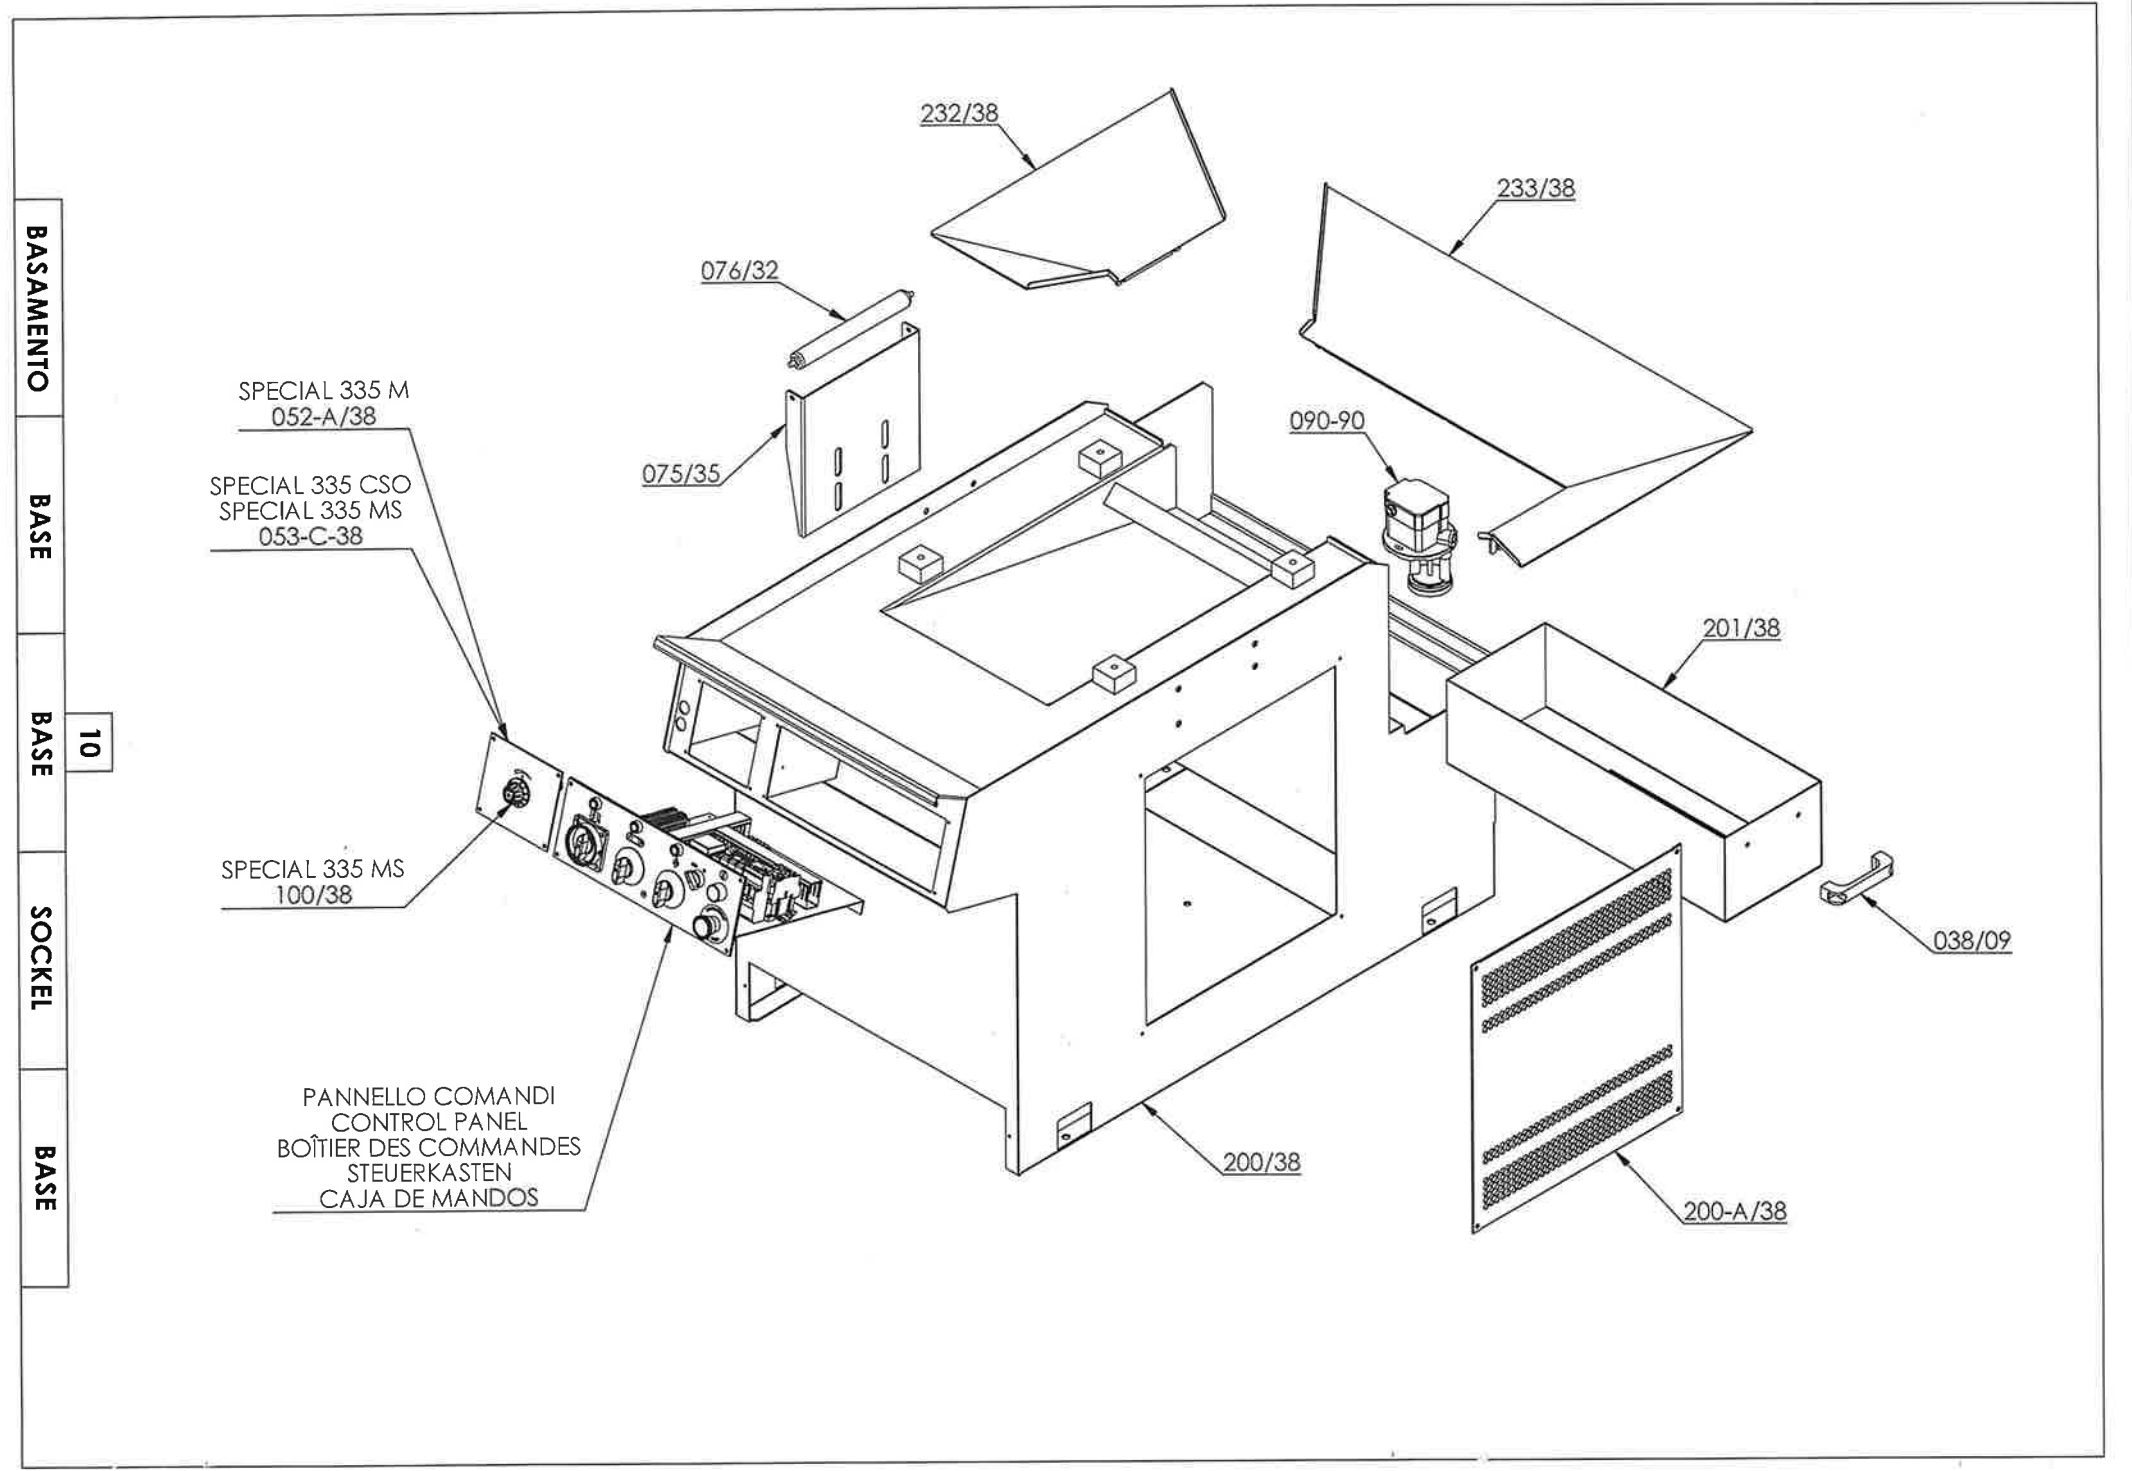 BASAMENTO
BASE
BASE
SOCKEL
BASE
10
232/38
233/38
076/32
075/35
SPECIAL 335 M
052-A/38
SPECIAL 335 CSO
SPECIAL 335 MS
053-C-38
090-90
201/38
SPECIAL 335 MS
100/38
038/09
PANNELLO COMANDI
CONTROL PANEL
BOÎTIER DES COMMANDES
STEUERKASTEN
CAJA DE MANDOS
200/38
200-A/38